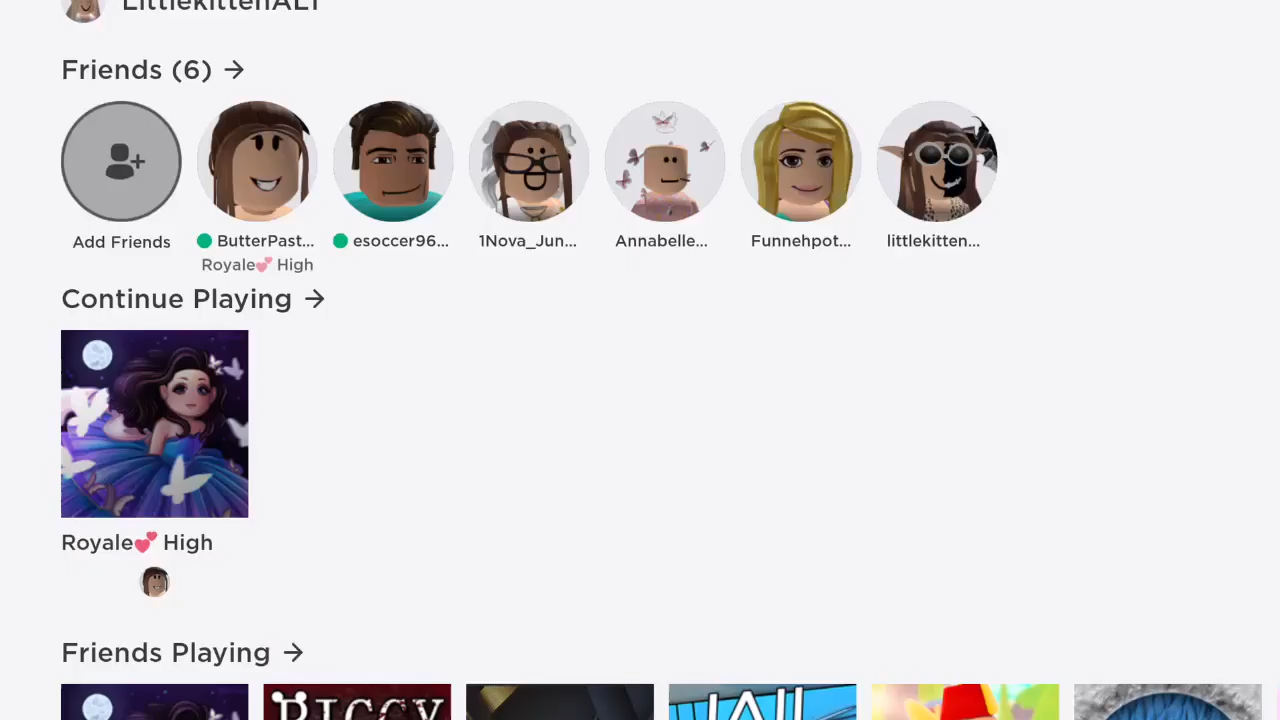 LittlekittenALT
Friends (6) →
Add Friends
ButterPast...
esoccer96...
1Nova_Jun...
Annabelle...
Funnehpot...
littlekitten...
Royale💕 High
Continue Playing →
Royale💕 High
Friends Playing →
PIGGY